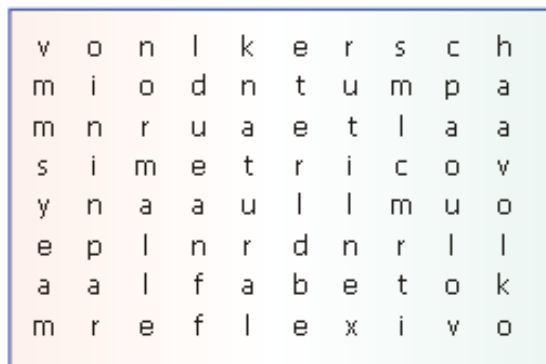 v o n l k e r s c h
m i o d n t u m p a
m n r u a e t l a a
s i m e t r i c o v
y n a a u l l m u o
e p l n r d n r l l
a a l f a b e t o k
m r e f l e x i v o